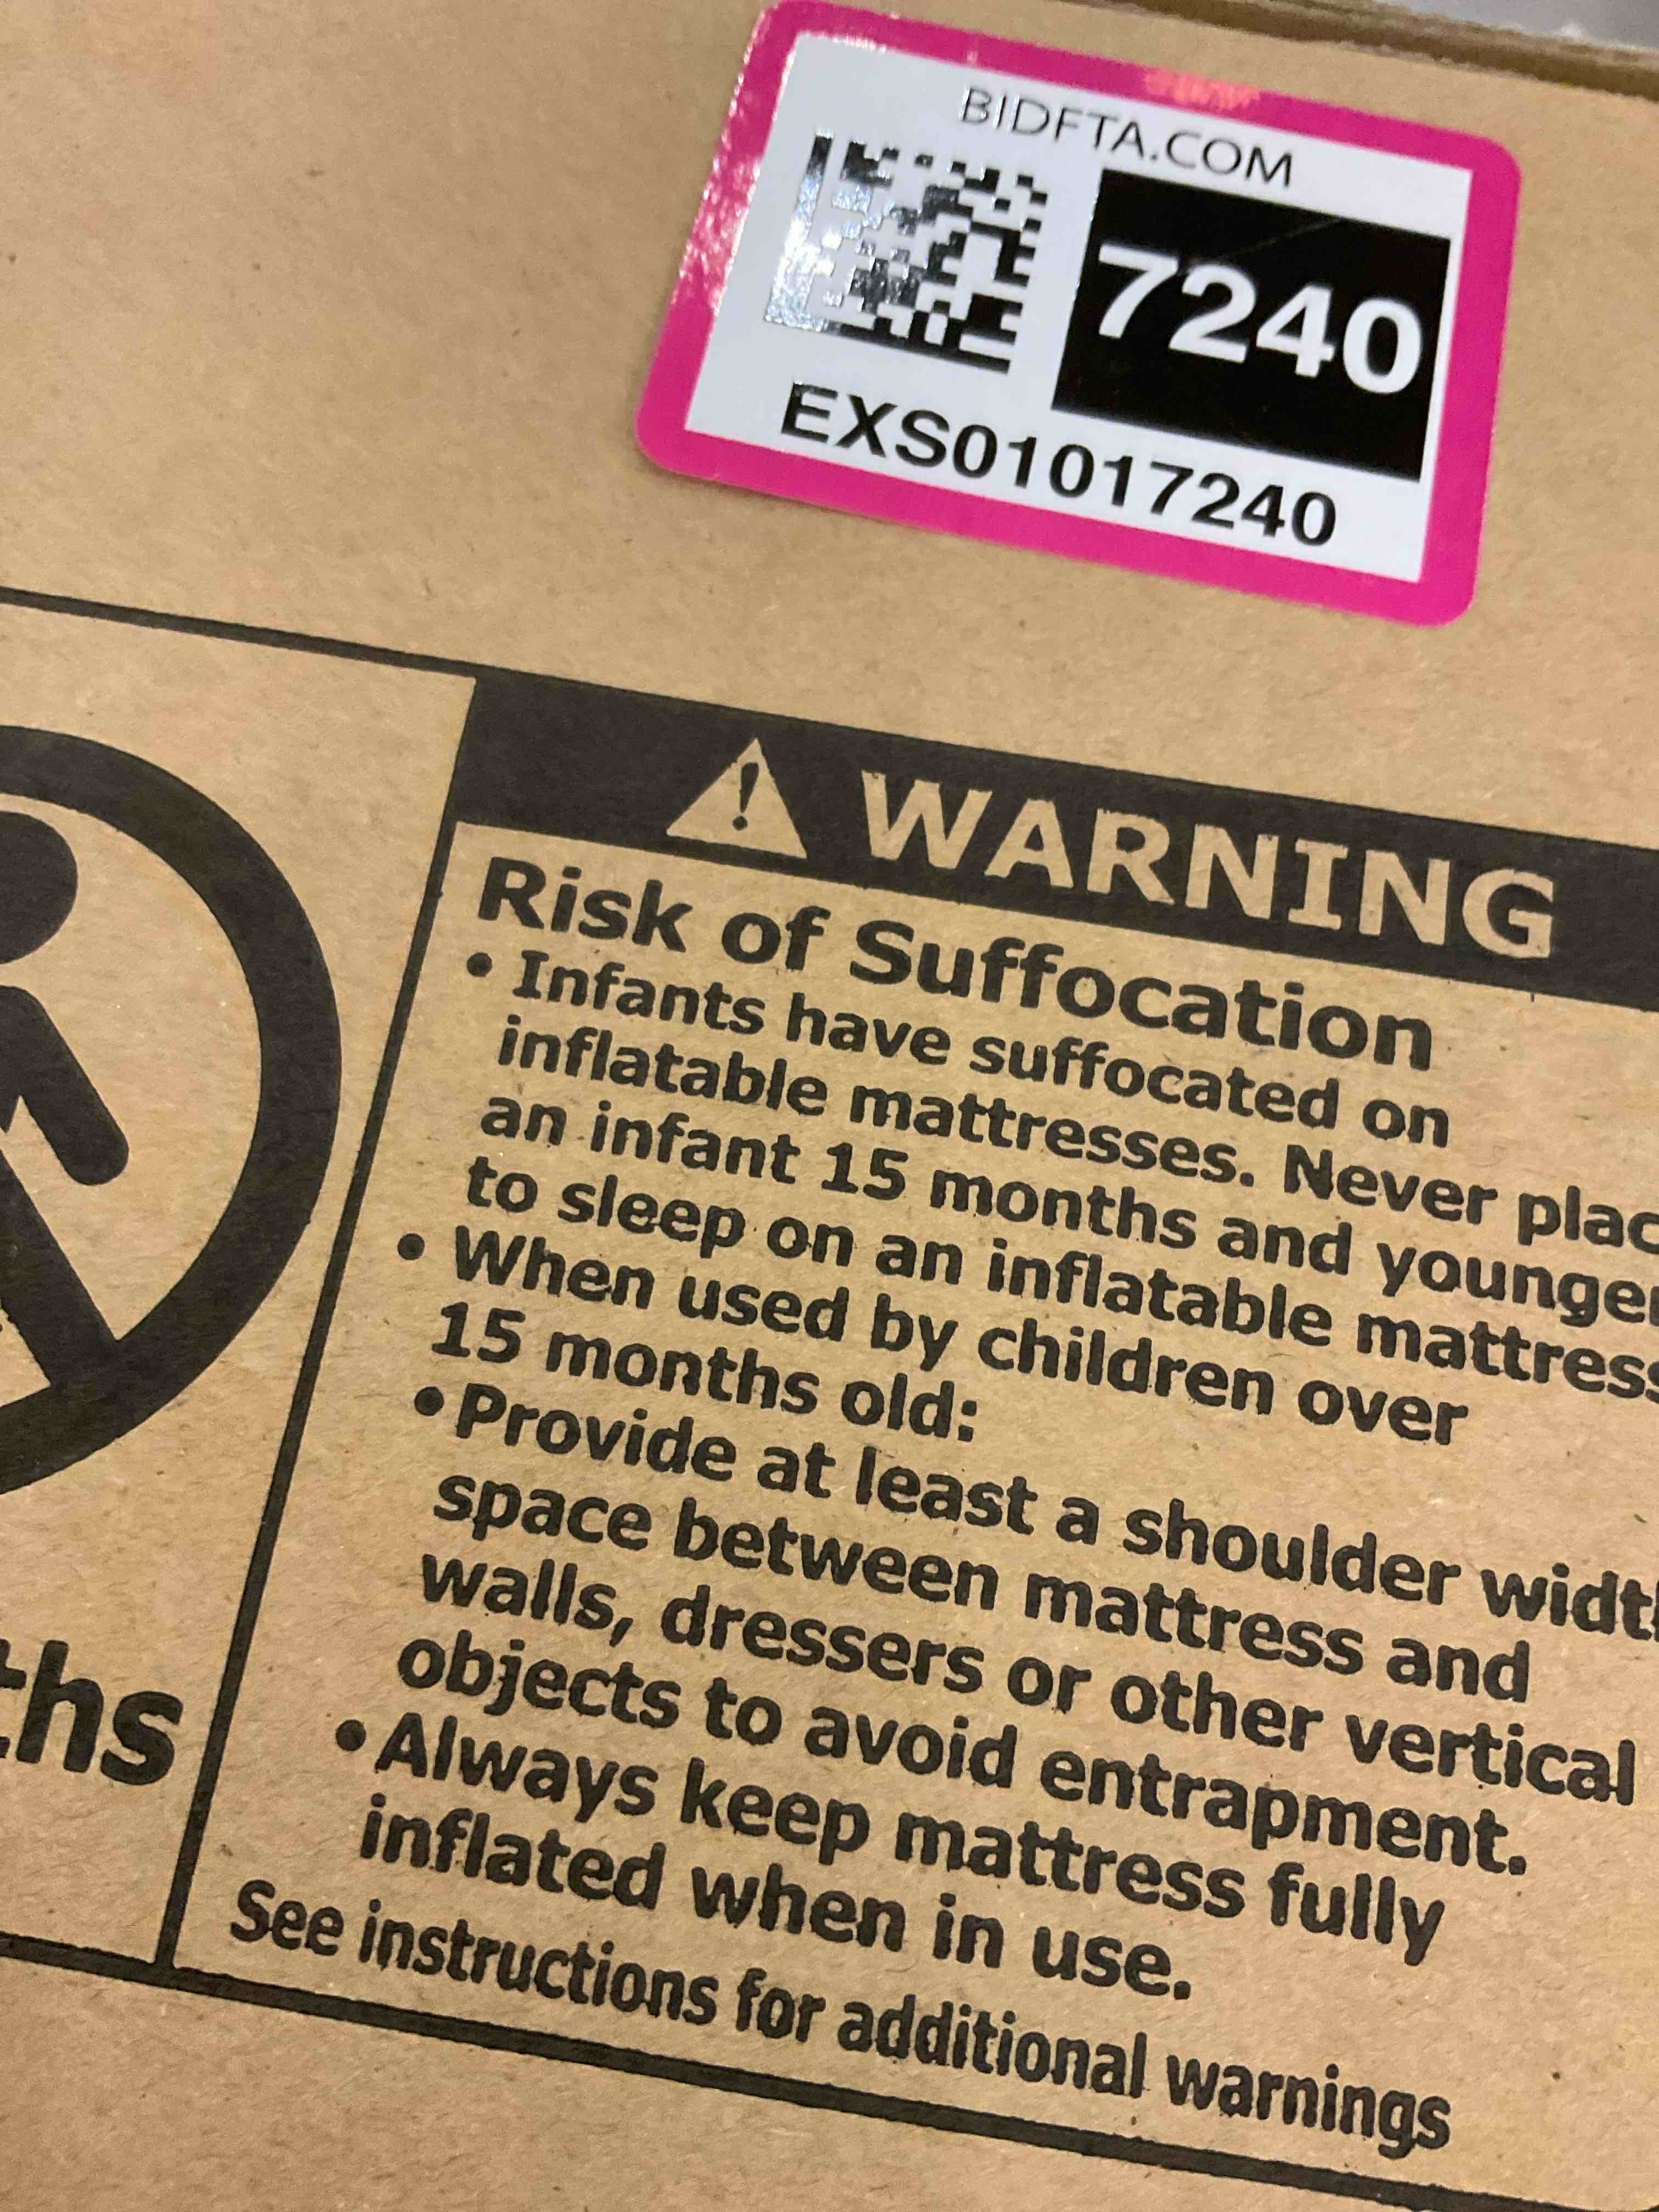 BIDFTA.COM
7240
EXS01017240
WARNING
Risk of Suffocation
• Infants have suffocated on
inflatable mattresses. Never plac
an infant 15 months and younger
to sleep on an inflatable mattress
• When used by children over
15 months old:
• Provide at least a shoulder width
space between mattress and
walls, dressers or other vertical
objects to avoid entrapment.
• Always keep mattress fully
inflated when in use.
See instructions for additional warnings
ths